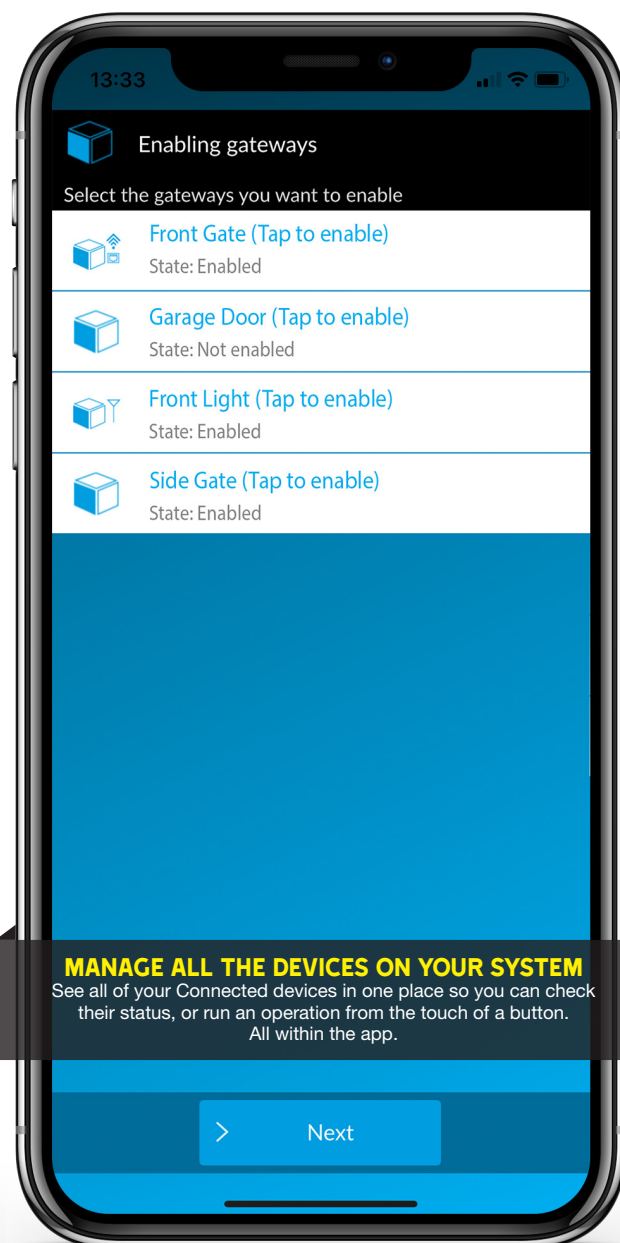 13:33
Enabling gateways
Select the gateways you want to enable
Front Gate (Tap to enable)
State: Enabled
Garage Door (Tap to enable)
State: Not enabled
Front Light (Tap to enable)
State: Enabled
Side Gate (Tap to enable)
State: Enabled
MANAGE ALL THE DEVICES ON YOUR SYSTEM
See all of your Connected devices in one place so you can check
their status, or run an operation from the touch of a button.
All within the app.
Next